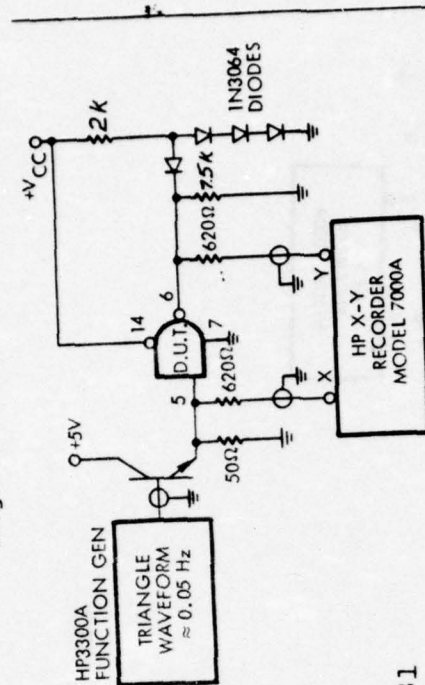 HP3300A
FUNCTION GEN
TRIANGLE
WAVEFORM
≈ 0.05 Hz
+5V
50Ω
5
620Ω
X
D.U.T.
14
7
6
+V CC
2k
620Ω
7.5K
1N3064
DIODES
Y
HP X-Y
RECORDER
MODEL 7000A